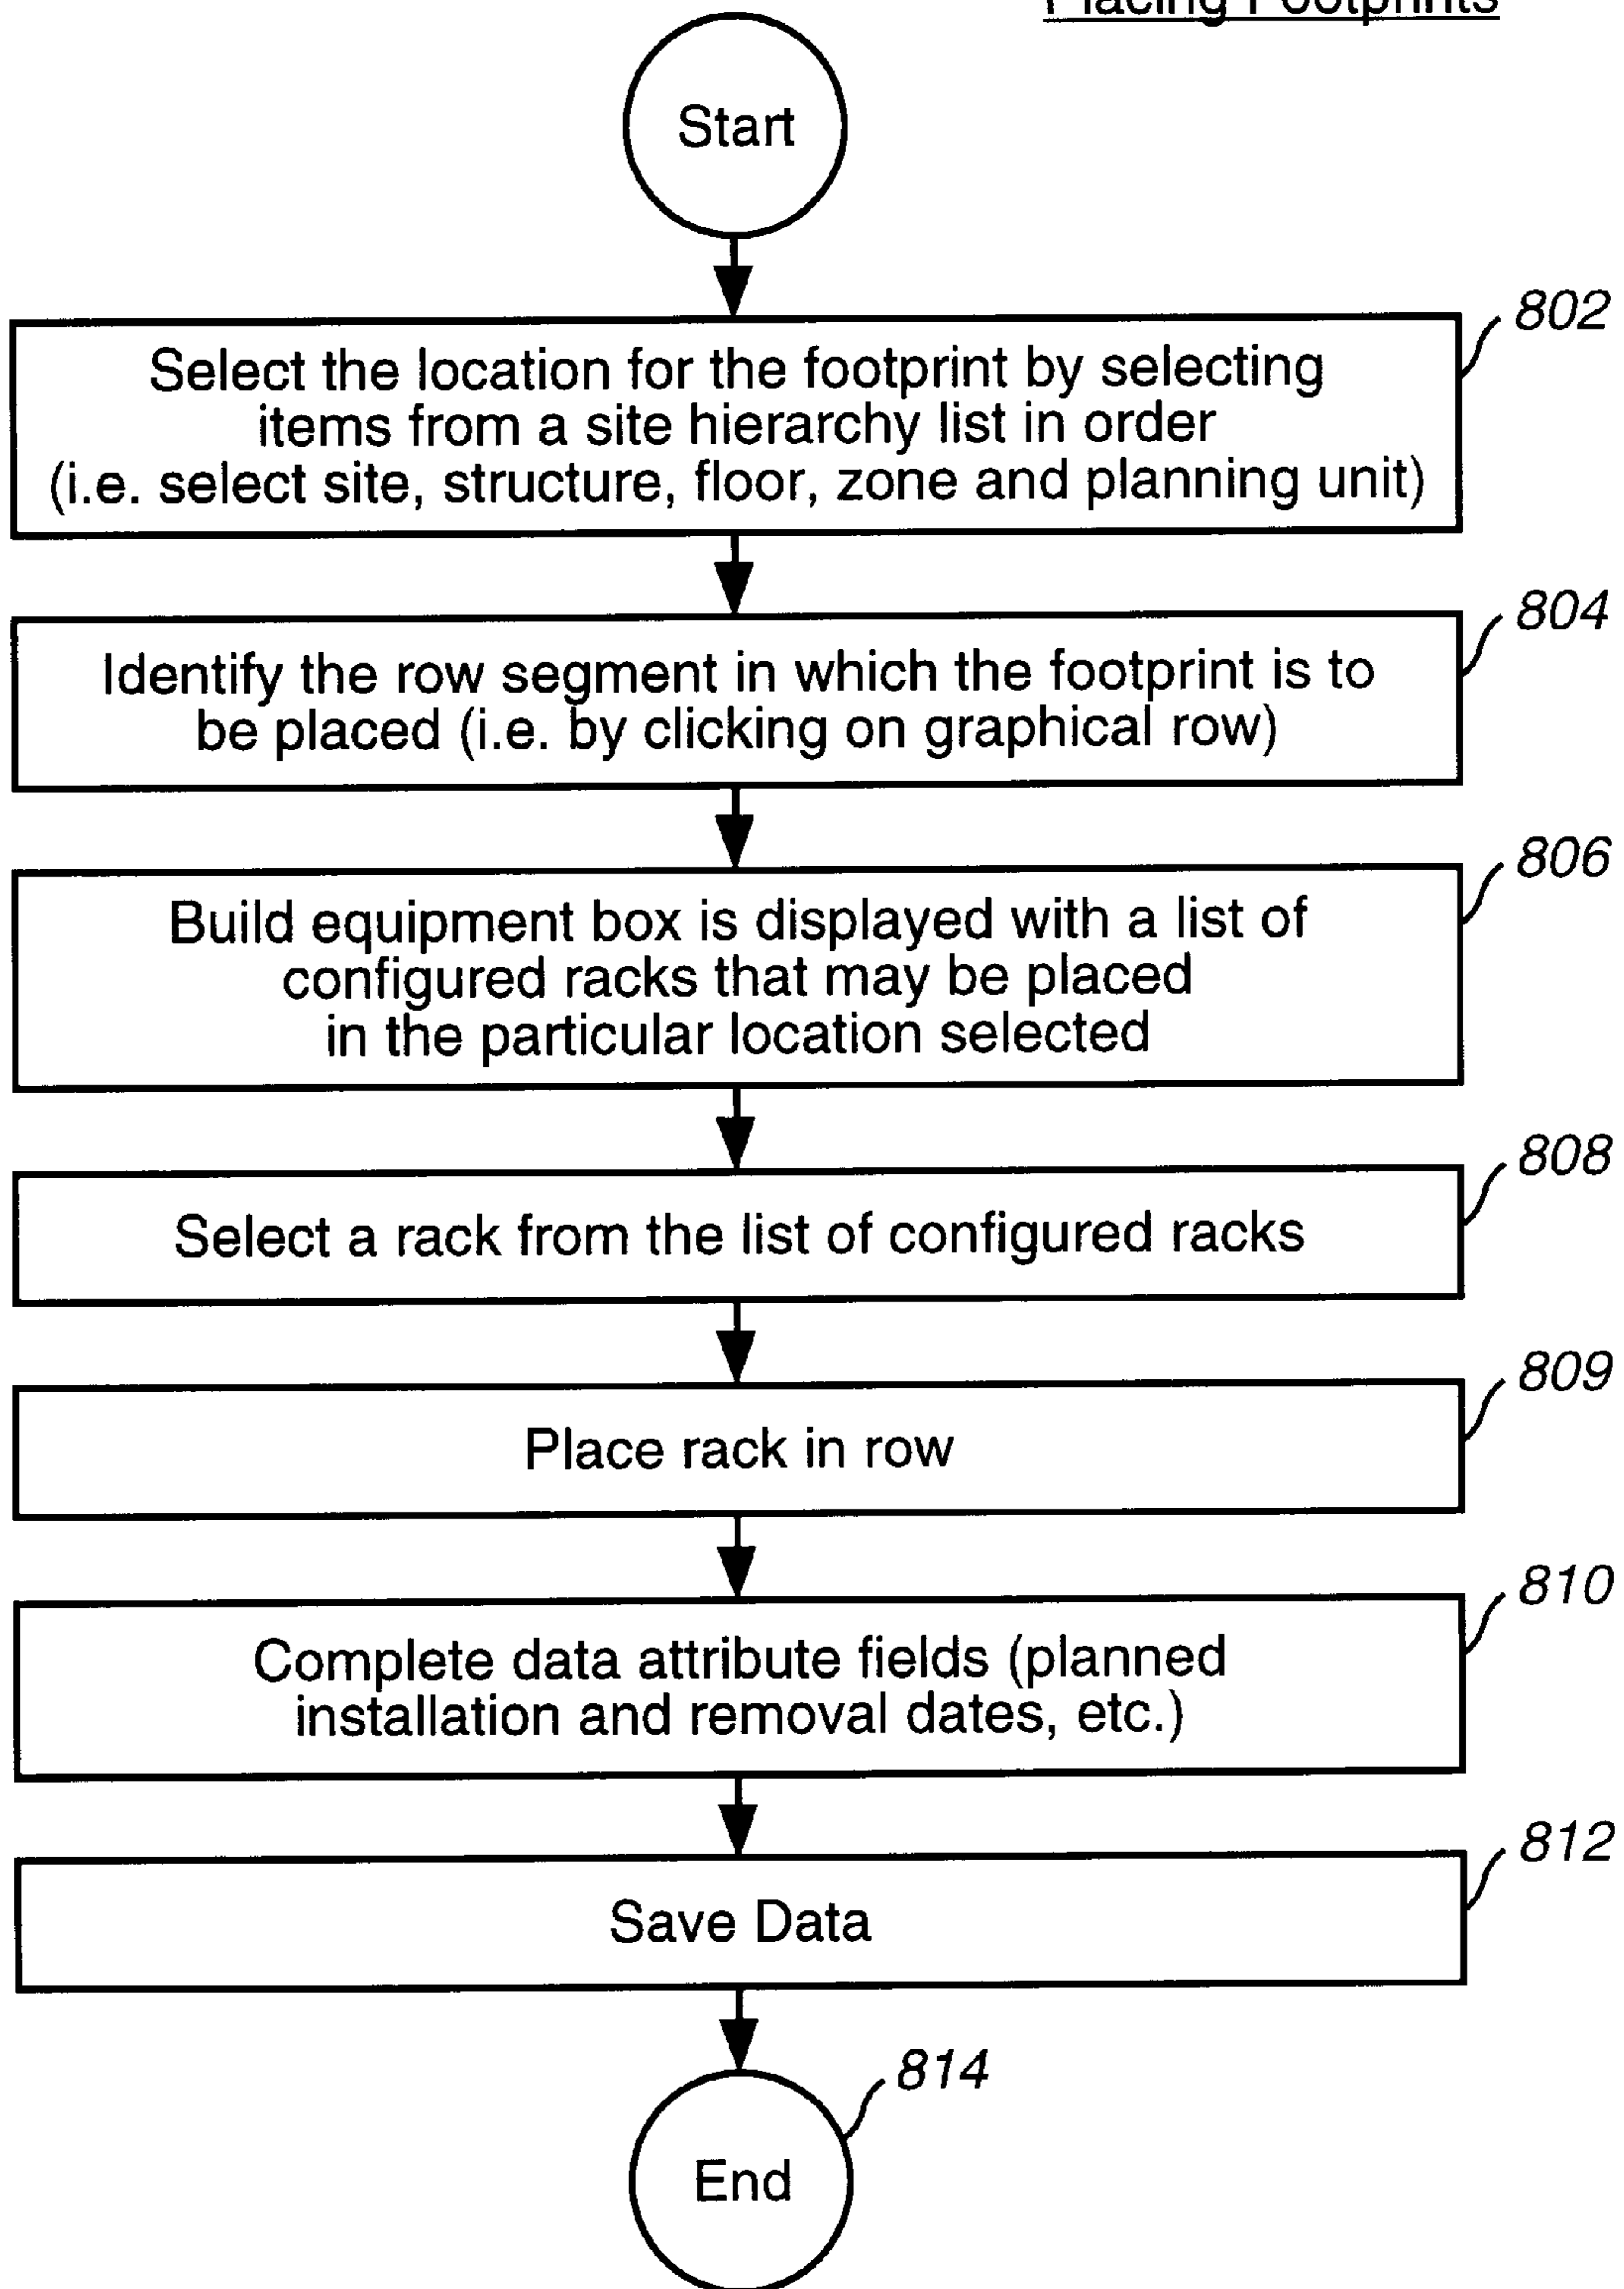 Placing Footprints
Start
802
Select the location for the footprint by selecting
items from a site hierarchy list in order
(i.e. select site, structure, floor, zone and planning unit)
804
Identify the row segment in which the footprint is to
be placed (i.e. by clicking on graphical row)
806
Build equipment box is displayed with a list of
configured racks that may be placed
in the particular location selected
808
Select a rack from the list of configured racks
809
Place rack in row
810
Complete data attribute fields (planned
installation and removal dates, etc.)
812
Save Data
814
End